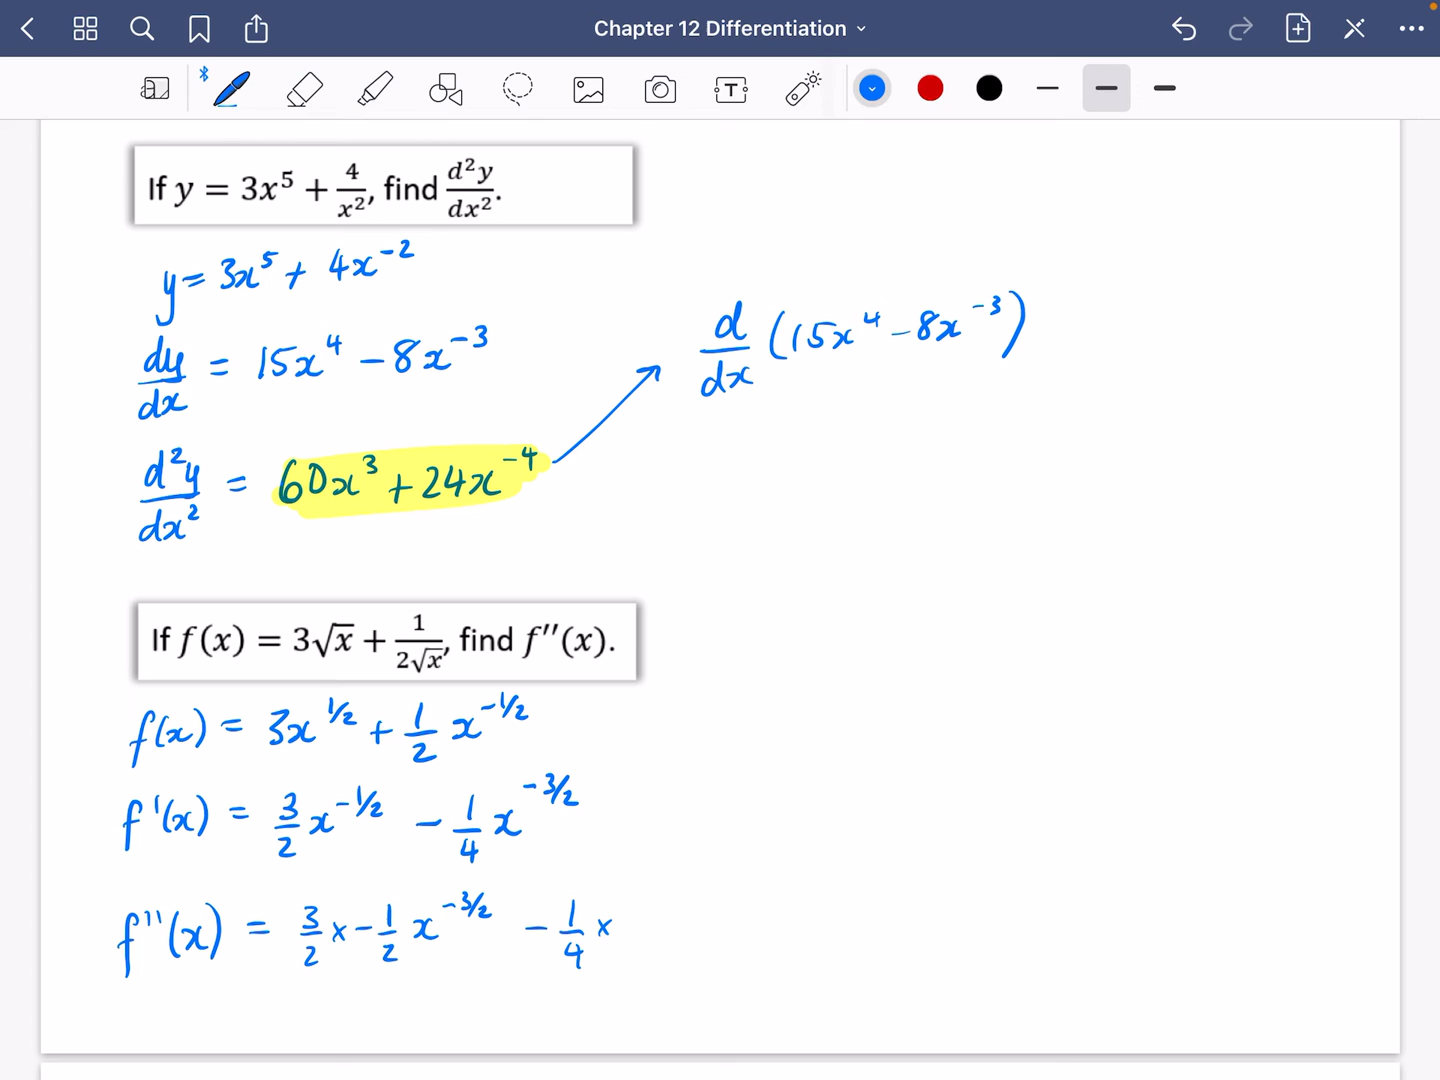 Chapter 12 Differentiation
If y = 3x⁵ + 4/x², find d²y/dx².
y = 3x⁵ + 4x⁻²
dy/dx = 15x⁴ − 8x⁻³
d/dx (15x⁴ − 8x⁻³)
d²y/dx² = 60x³ + 24x⁻⁴
If f(x) = 3√x + 1/(2√x), find f′′(x).
f(x) = 3x^(1/2) + 1/2 x^(−1/2)
f'(x) = 3/2 x^(−1/2) − 1/4 x^(−3/2)
f''(x) = 3/2 × −1/2 x^(−3/2) − 1/4 ×